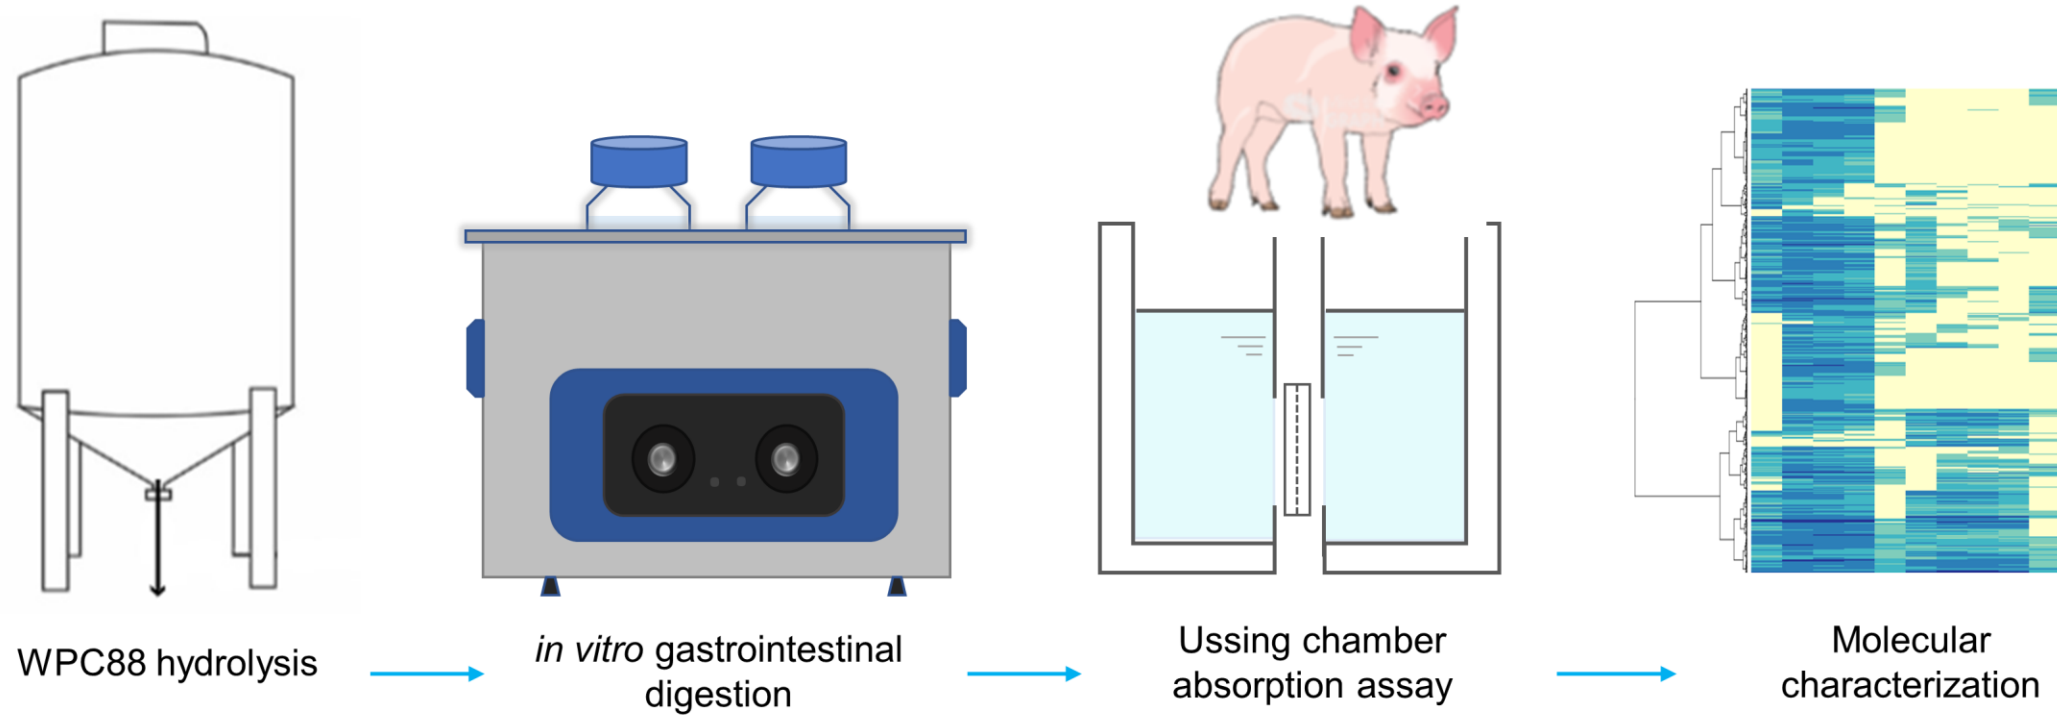 WPC88 hydrolysis
in vitro gastrointestinal
digestion
Ussing chamber
absorption assay
Molecular
characterization